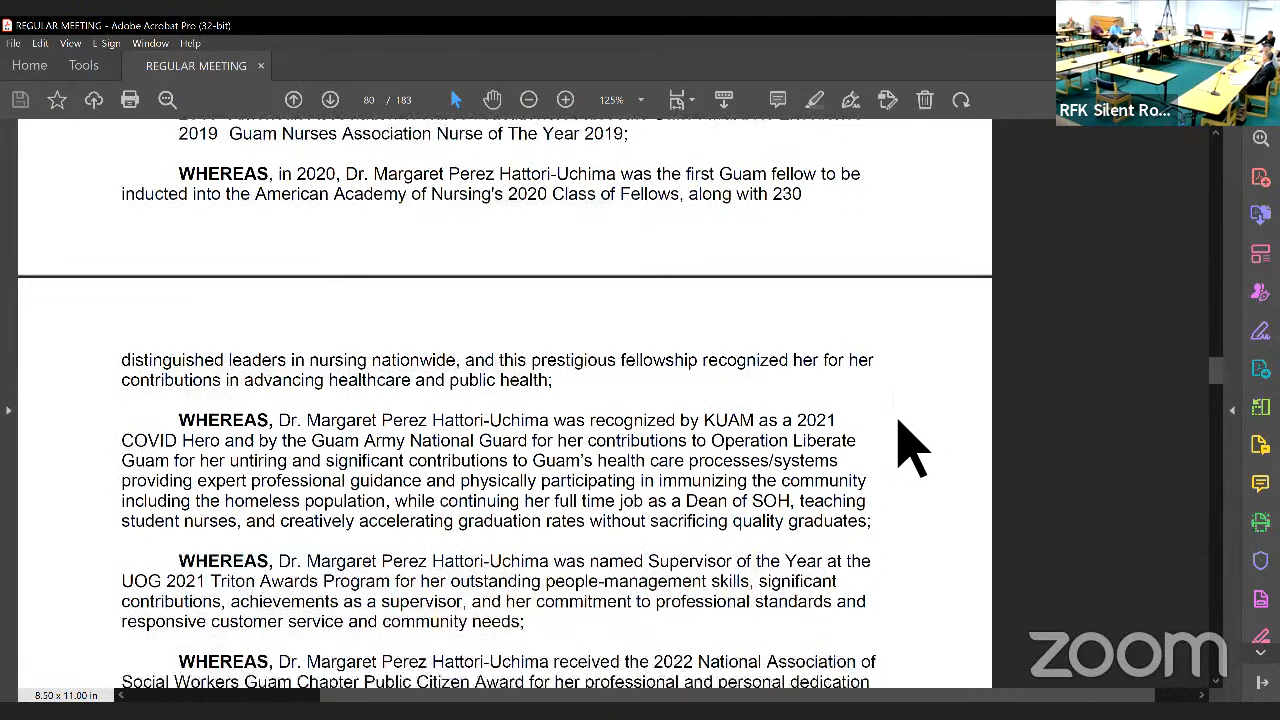 REGULAR MEETING - Adobe Acrobat Pro (32-bit)
File Edit View E Sign Window Help
Home Tools REGULAR MEETING ×
80 / 183 125%
2019 Guam Nurses Association Nurse of The Year 2019;
WHEREAS, in 2020, Dr. Margaret Perez Hattori-Uchima was the first Guam fellow to be
inducted into the American Academy of Nursing's 2020 Class of Fellows, along with 230
distinguished leaders in nursing nationwide, and this prestigious fellowship recognized her for her
contributions in advancing healthcare and public health;
WHEREAS, Dr. Margaret Perez Hattori-Uchima was recognized by KUAM as a 2021
COVID Hero and by the Guam Army National Guard for her contributions to Operation Liberate
Guam for her untiring and significant contributions to Guam's health care processes/systems
providing expert professional guidance and physically participating in immunizing the community
including the homeless population, while continuing her full time job as a Dean of SOH, teaching
student nurses, and creatively accelerating graduation rates without sacrificing quality graduates;
WHEREAS, Dr. Margaret Perez Hattori-Uchima was named Supervisor of the Year at the
UOG 2021 Triton Awards Program for her outstanding people-management skills, significant
contributions, achievements as a supervisor, and her commitment to professional standards and
responsive customer service and community needs;
WHEREAS, Dr. Margaret Perez Hattori-Uchima received the 2022 National Association of
Social Workers Guam Chapter Public Citizen Award for her professional and personal dedication
8.50 x 11.00 in
RFK Silent Ro...
zoom